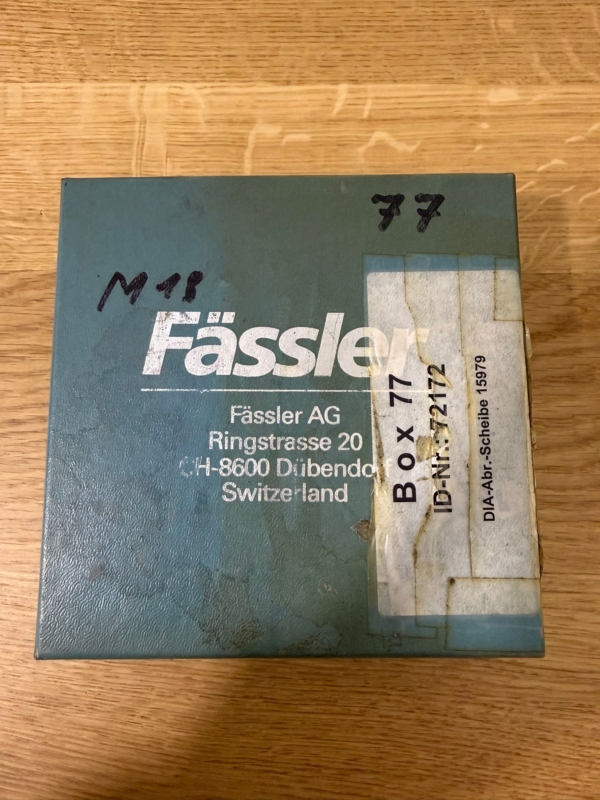 77
M 18
Fässler
Fässler AG
Ringstrasse 20
CH-8600 Dübendorf
Switzerland
Box 77
ID-Nr.: 72172
DIA-Abr.-Scheibe 15979